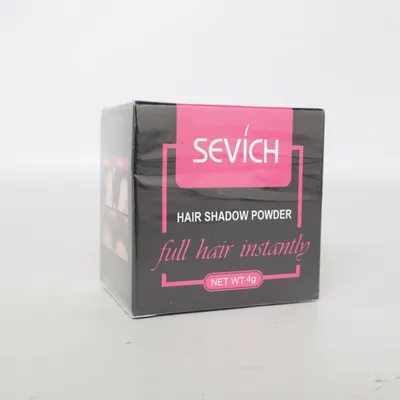 SEVICH
HAIR SHADOW POWDER
full hair instantly
NET WT 4g